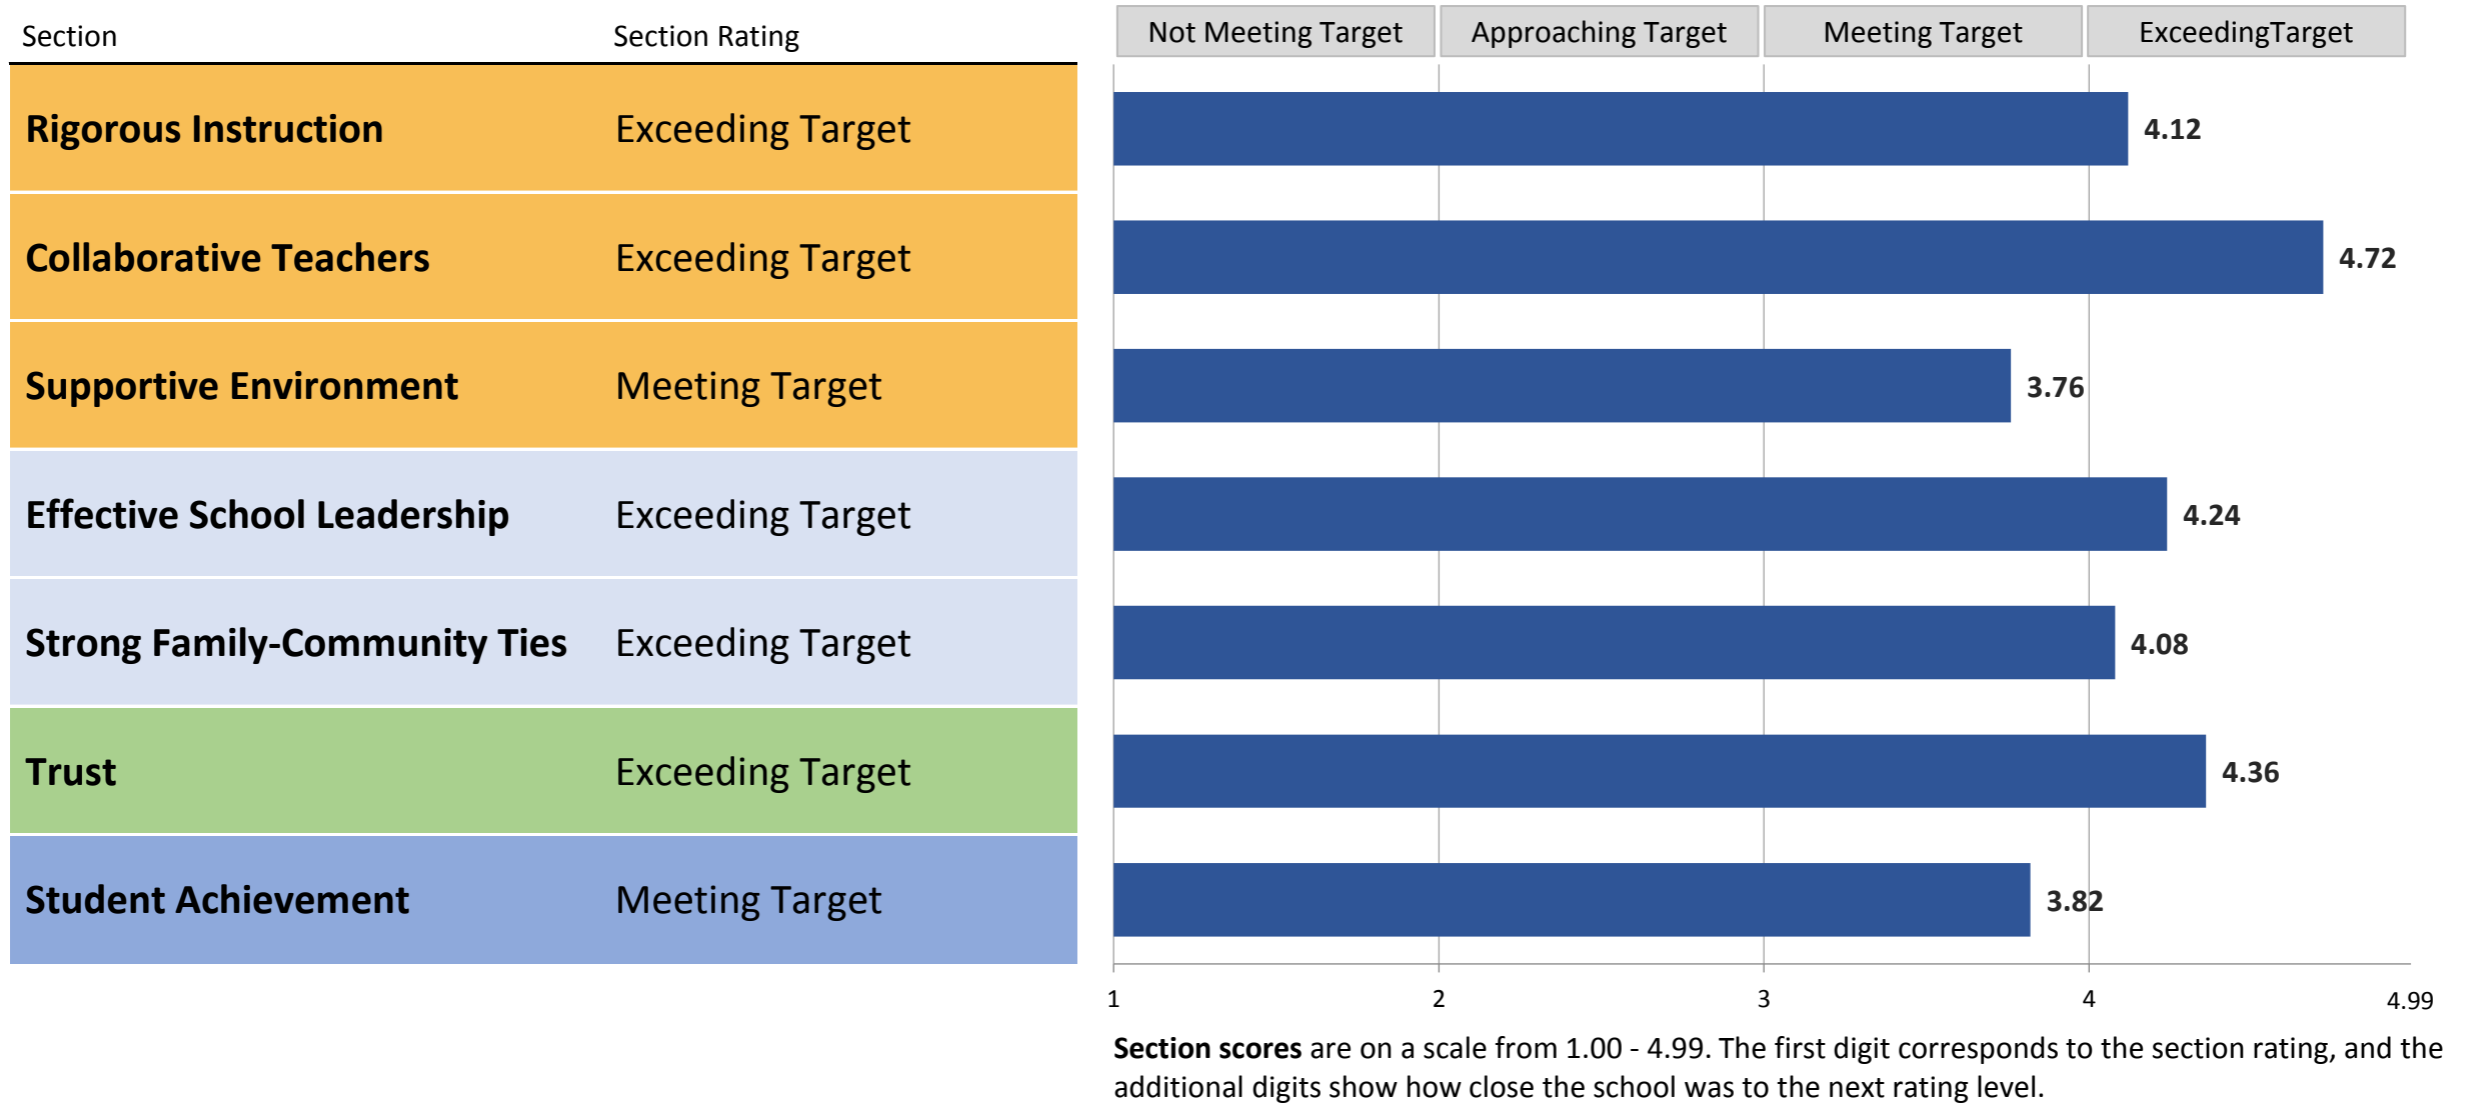 Section Section Rating Not Meeting Target Approaching Target Meeting Target ExceedingTarget
Rigorous Instruction Exceeding Target 4.12
Collaborative Teachers Exceeding Target 4.72
Supportive Environment Meeting Target 3.76
Effective School Leadership Exceeding Target 4.24
Strong Family-Community Ties Exceeding Target 4.08
Trust Exceeding Target 4.36
Student Achievement Meeting Target 3.82
1 2 3 4 4.99
Section scores are on a scale from 1.00 - 4.99. The first digit corresponds to the section rating, and the
additional digits show how close the school was to the next rating level.